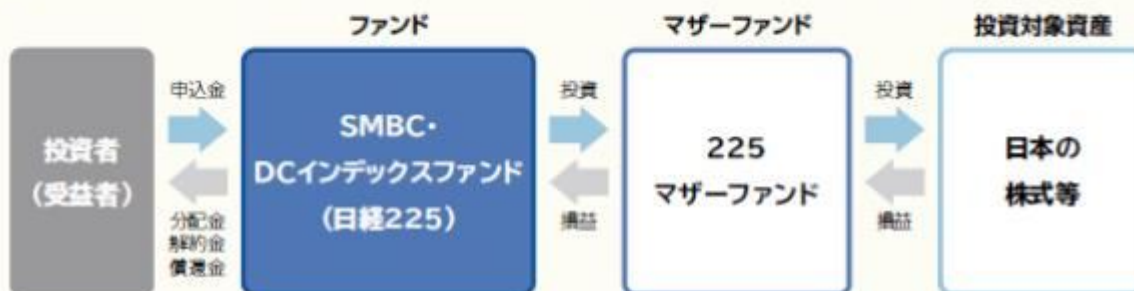 ファンド
マザーファンド
投資対象資産
投資者
(受益者)
申込金
分配金
解約金
償還金
SMBC・
DCインデックスファンド
(日経225)
投資
損益
225
マザーファンド
投資
損益
日本の
株式等